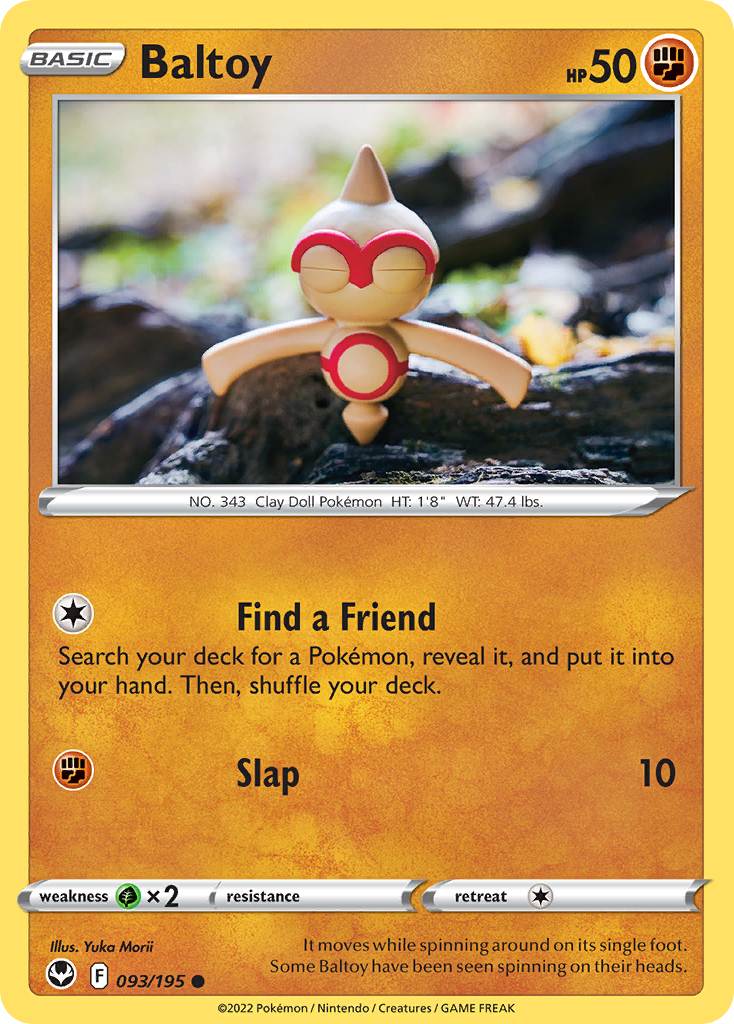 BASIC
Baltoy
HP50
NO. 343 Clay Doll Pokémon HT: 1'8" WT: 47.4 lbs.
Find a Friend
Search your deck for a Pokémon, reveal it, and put it into
your hand. Then, shuffle your deck.
Slap 10
weakness ×2 resistance retreat
Illus. Yuka Morii
It moves while spinning around on its single foot.
Some Baltoy have been seen spinning on their heads.
F 093/195
©2022 Pokémon / Nintendo / Creatures / GAME FREAK